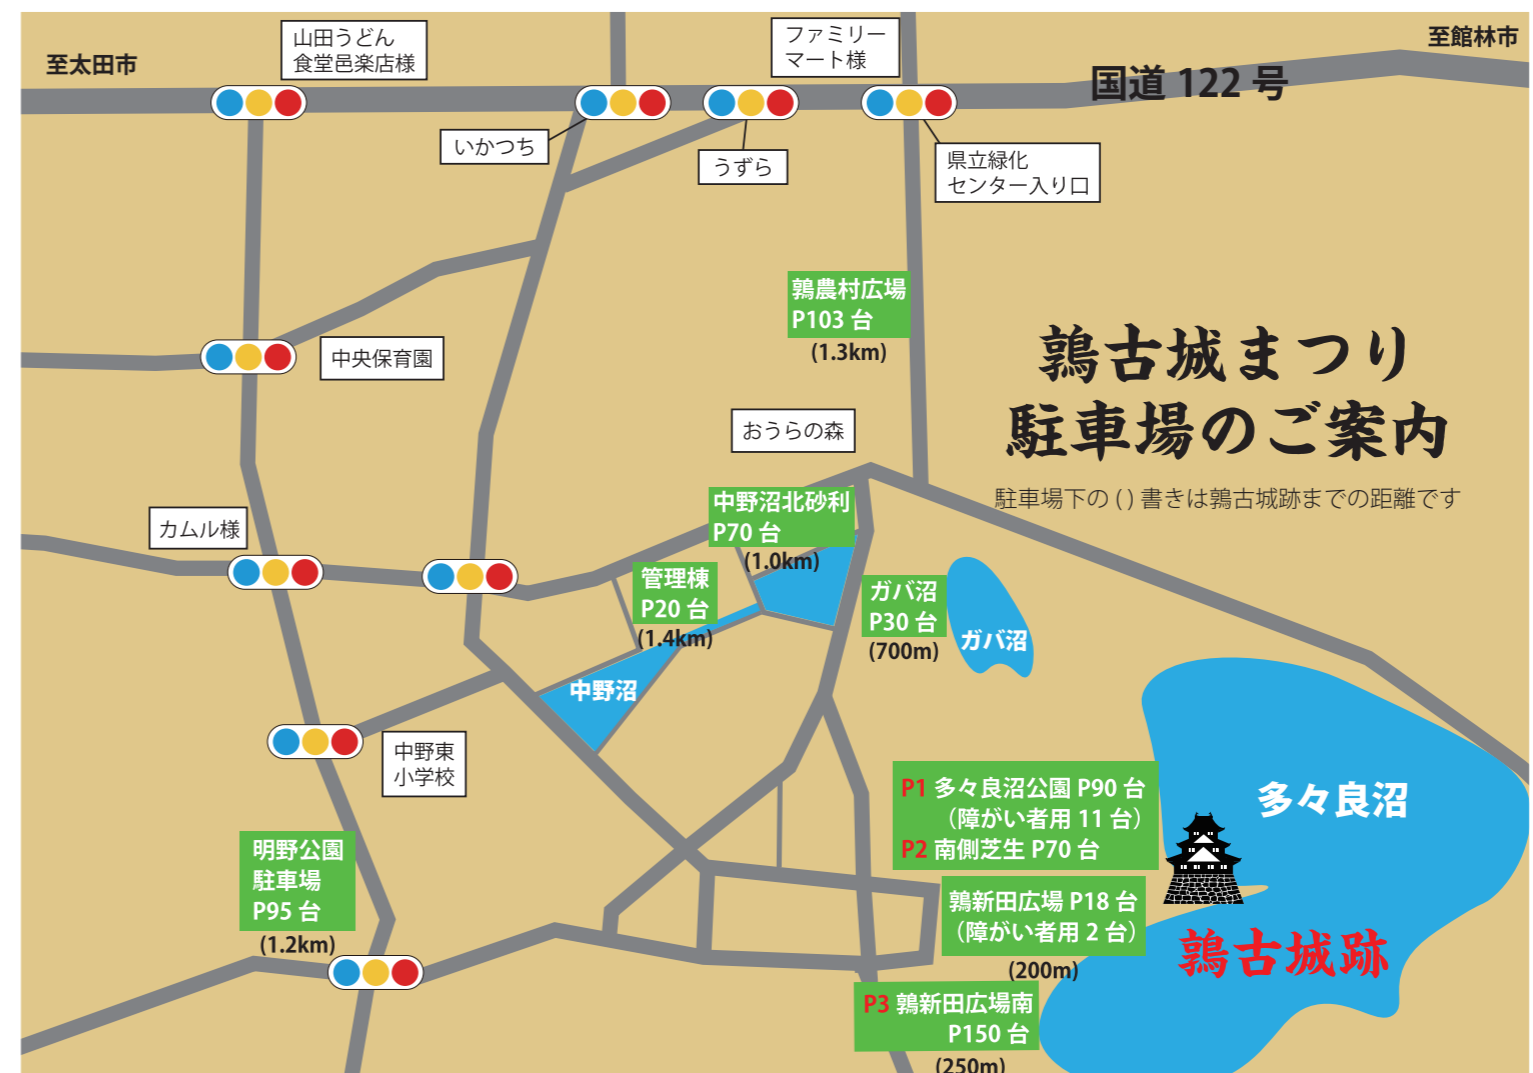 至太田市
山田うどん
食堂邑楽店様
ファミリー
マート様
至館林市
国道 122 号
いかつち
うずら
県立緑化
センター入り口
鶉農村広場
P103 台
(1.3km)
中央保育園
鶉古城まつり
駐車場のご案内
駐車場下の ( ) 書きは鶉古城跡までの距離です
おうらの森
中野沼北砂利
P70 台
(1.0km)
カムル様
管理棟
P20 台
(1.4km)
ガバ沼
P30 台
(700m)
ガバ沼
中野沼
中野東
小学校
P1 多々良沼公園 P90 台
（障がい者用 11 台）
P2 南側芝生 P70 台
多々良沼
明野公園
駐車場
P95 台
(1.2km)
鶉新田広場 P18 台
（障がい者用 2 台）
(200m)
鶉古城跡
P3 鶉新田広場南
P150 台
(250m)